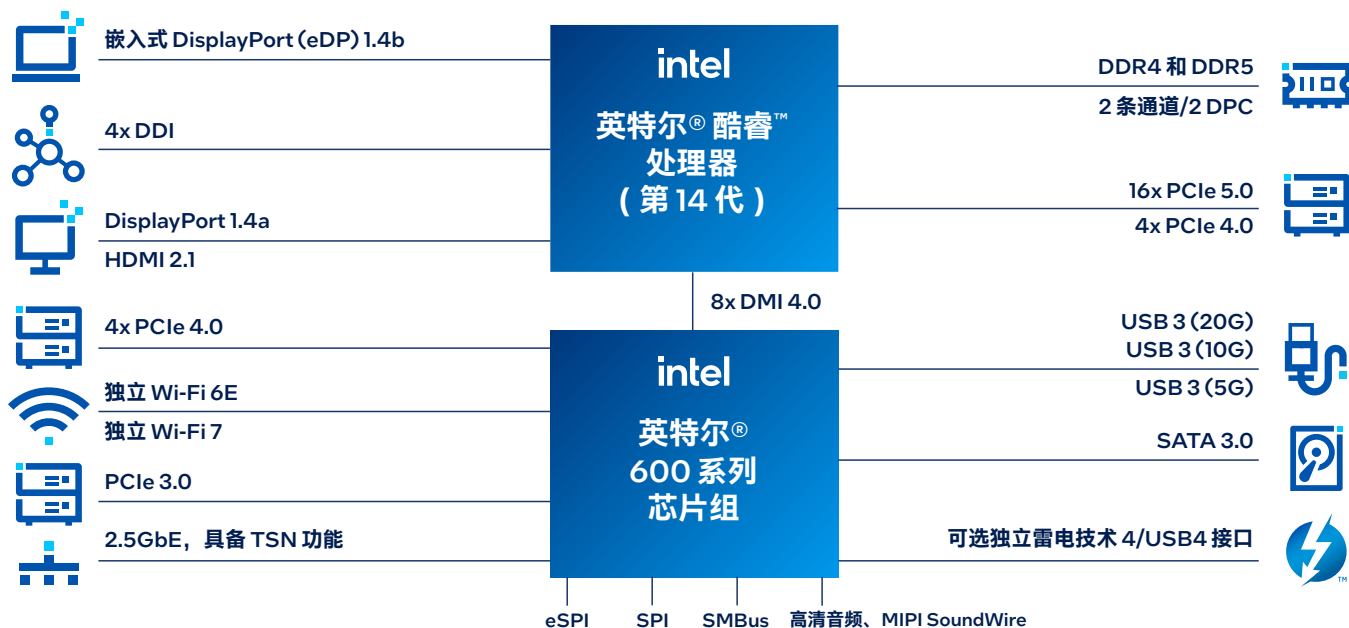 嵌入式 DisplayPort (eDP) 1.4b
4x DDI
DisplayPort 1.4a
HDMI 2.1
intel
英特尔® 酷睿™
处理器
( 第 14 代 )
DDR4 和 DDR5
2 条通道/2 DPC
16x PCIe 5.0
4x PCIe 4.0
8x DMI 4.0
4x PCIe 4.0
独立 Wi-Fi 6E
独立 Wi-Fi 7
PCIe 3.0
2.5GbE，具备 TSN 功能
intel
英特尔®
600 系列
芯片组
USB 3 (20G)
USB 3 (10G)
USB 3 (5G)
SATA 3.0
可选独立雷电技术 4/USB4 接口
TM
eSPI
SPI
SMBus
高清音频、MIPI SoundWire